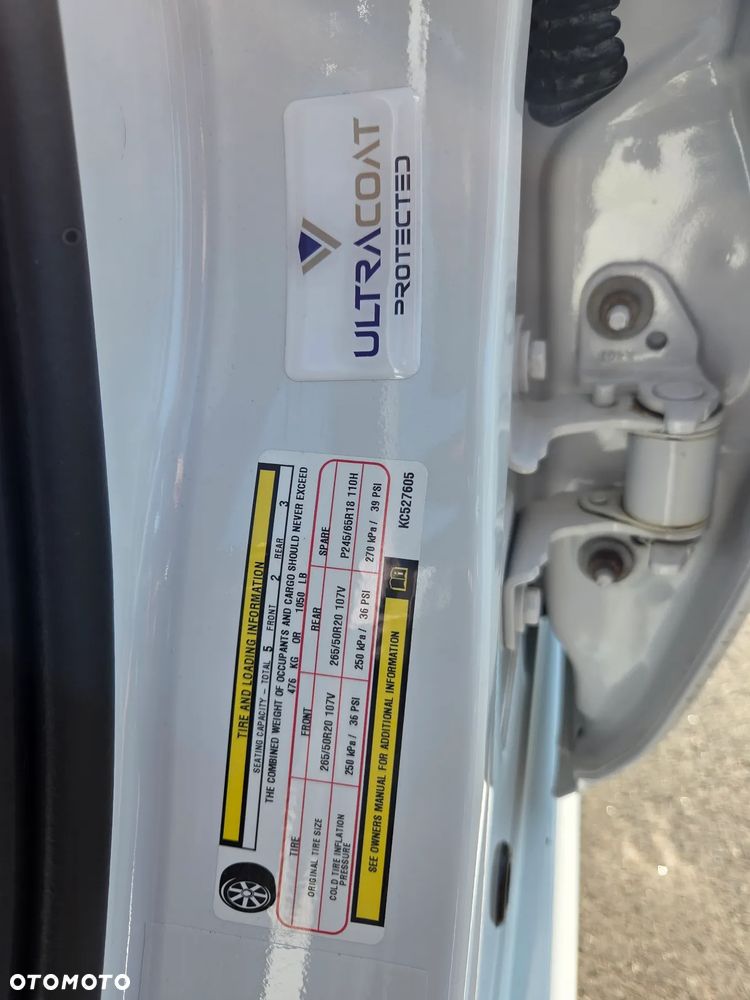 ULTRACOAT
PROTECTED
TIRE AND LOADING INFORMATION
SEATING CAPACITY - TOTAL 5 FRONT 2 REAR 3
THE COMBINED WEIGHT OF OCCUPANTS AND CARGO SHOULD NEVER EXCEED
476 KG OR 1050 LB
TIRE FRONT REAR SPARE
ORIGINAL TIRE SIZE 265/50R20 107V 265/50R20 107V P245/65R18 110H
COLD TIRE INFLATION PRESSURE 250 kPa / 36 PSI 250 kPa / 36 PSI 270 kPa / 39 PSI
SEE OWNERS MANUAL FOR ADDITIONAL INFORMATION
KC527605
OTOMOTO